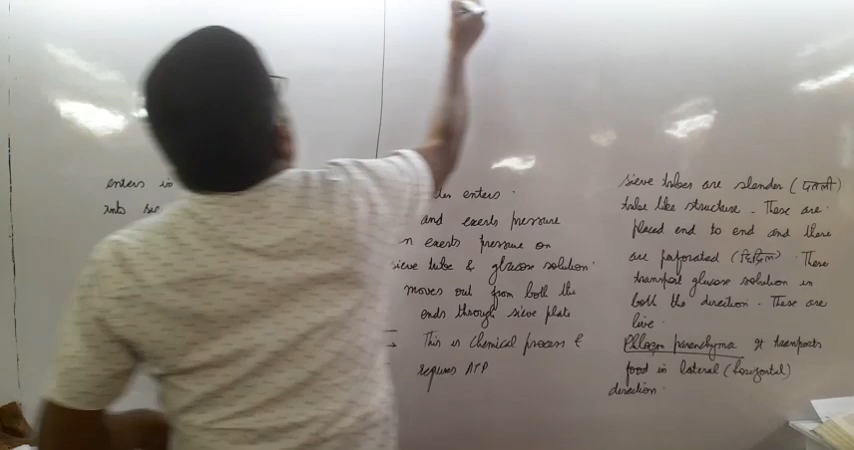 enters in
into
enters
and exerts pressure
exerts pressure on
sieve tube & glucose solution
moves out from both the
ends through sieve plate
→ This is chemical process &
requires ATP
Sieve tubes are slender (पतली)
tube like structure. These are
placed end to end and there
are perforated (छिद्रित) These
transport glucose solution in
both the direction. These are
live
Phloem parenchyma It transports
food in lateral (horizontal)
direction.